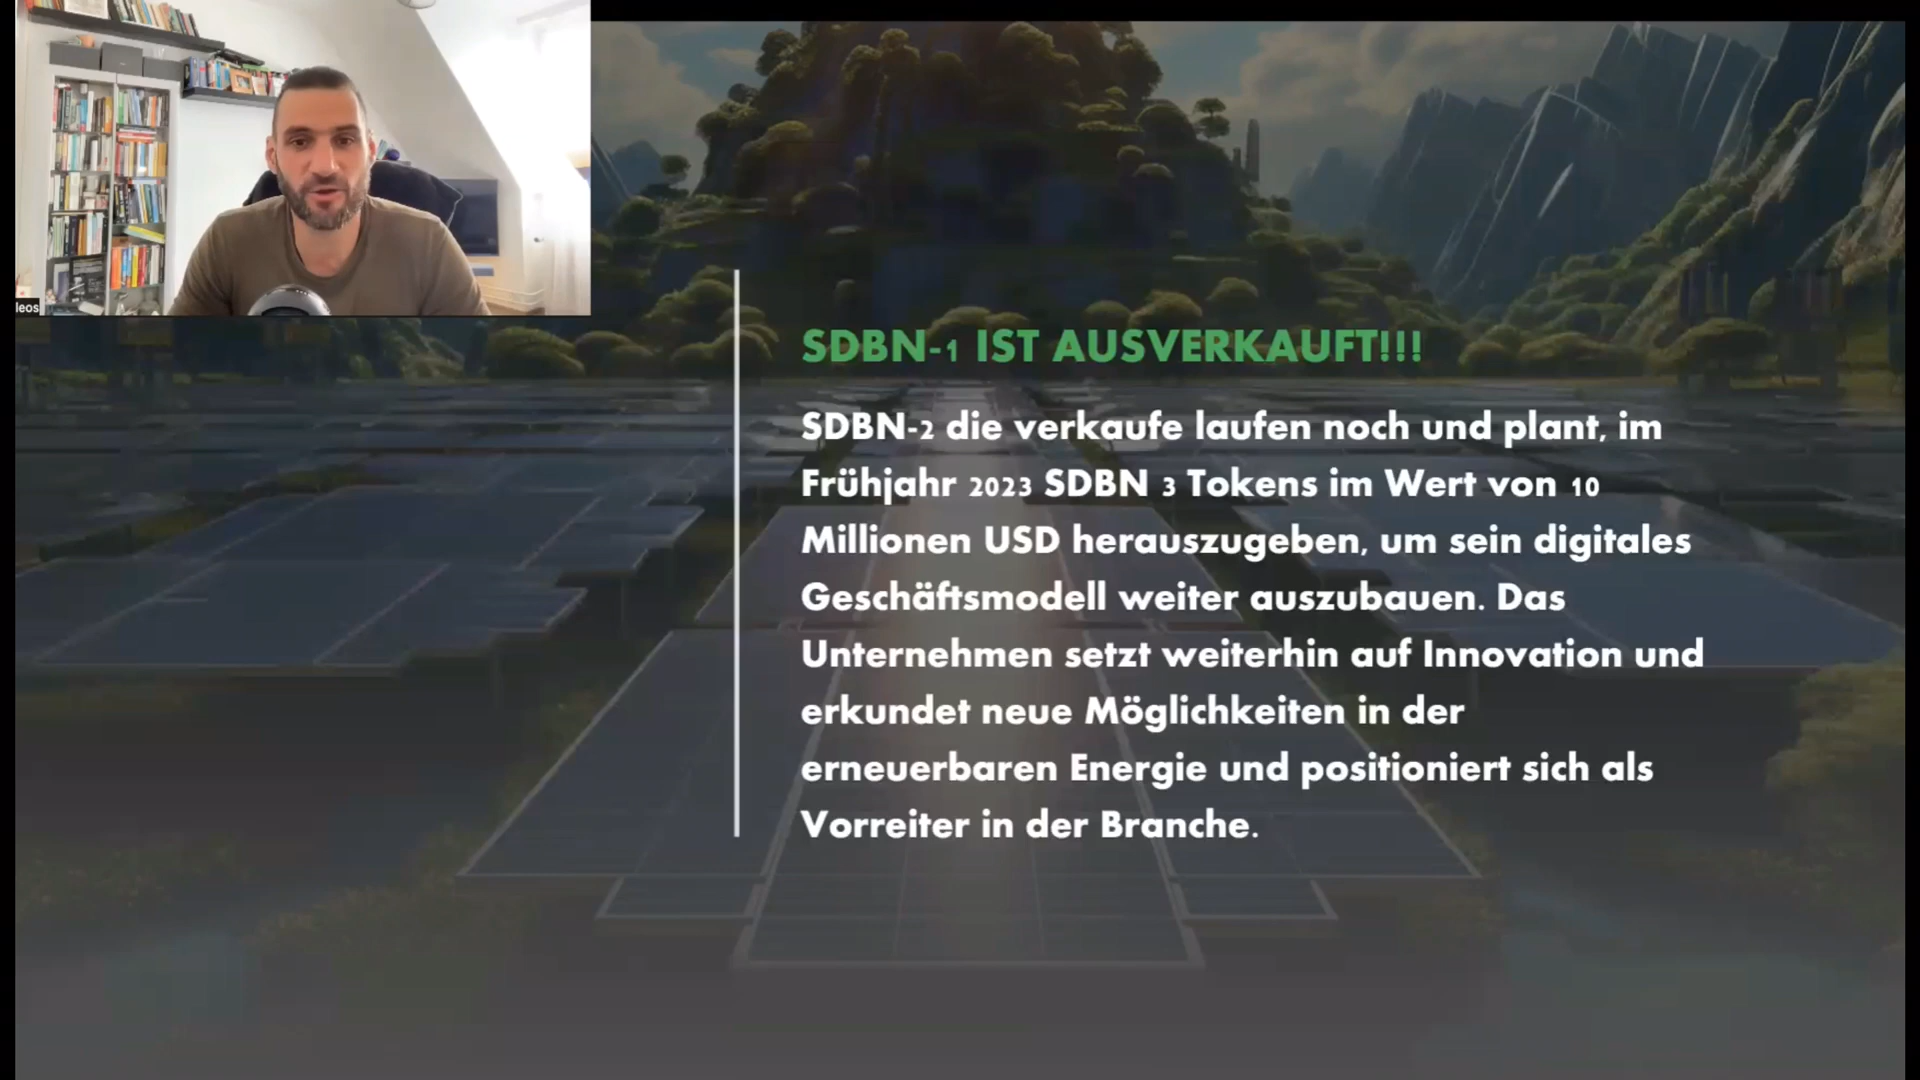 leos
SDBN-1 IST AUSVERKAUFT!!!
SDBN-2 die verkaufe laufen noch und plant, im
Frühjahr 2023 SDBN 3 Tokens im Wert von 10
Millionen USD herauszugeben, um sein digitales
Geschäftsmodell weiter auszubauen. Das
Unternehmen setzt weiterhin auf Innovation und
erkundet neue Möglichkeiten in der
erneuerbaren Energie und positioniert sich als
Vorreiter in der Branche.